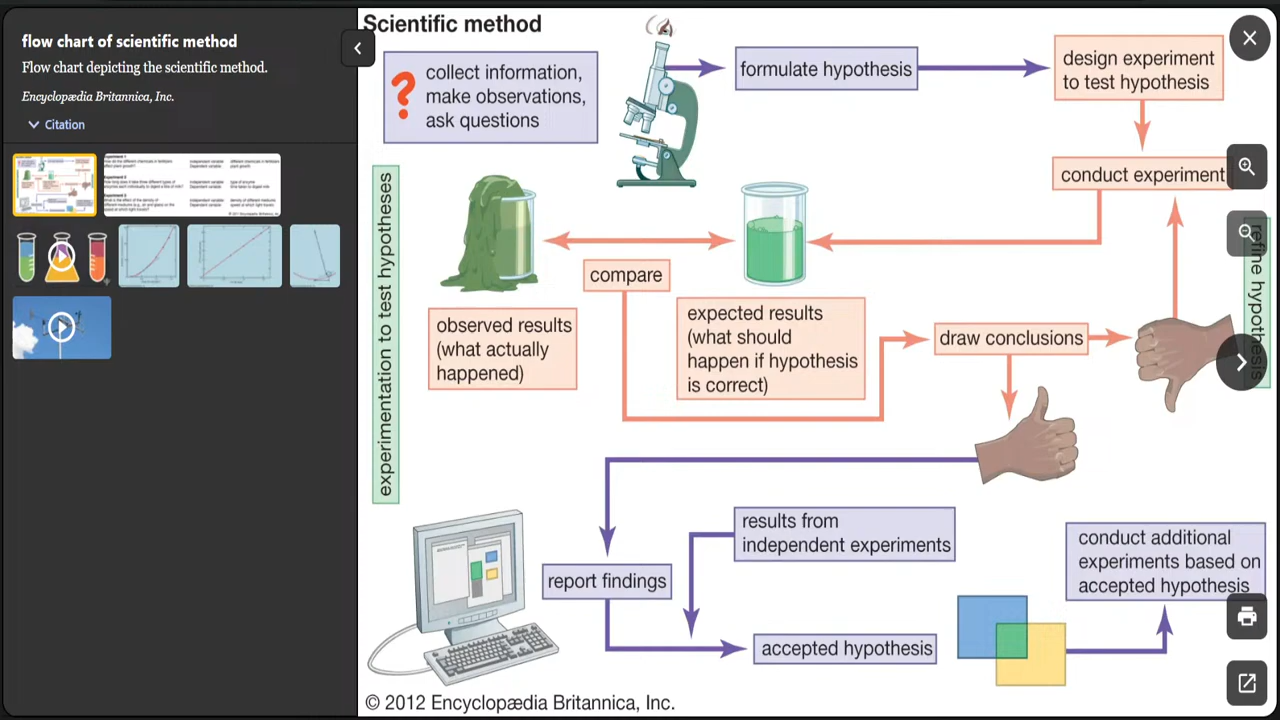 flow chart of scientific method
Flow chart depicting the scientific method.
Encyclopædia Britannica, Inc.
Citation
Scientific method
?
collect information,
make observations,
ask questions
formulate hypothesis
design experiment
to test hypothesis
conduct experiment
experimentation to test hypotheses
refine hypothesis
compare
observed results
(what actually
happened)
expected results
(what should
happen if hypothesis
is correct)
draw conclusions
results from
independent experiments
report findings
accepted hypothesis
conduct additional
experiments based on
accepted hypothesis
© 2012 Encyclopædia Britannica, Inc.